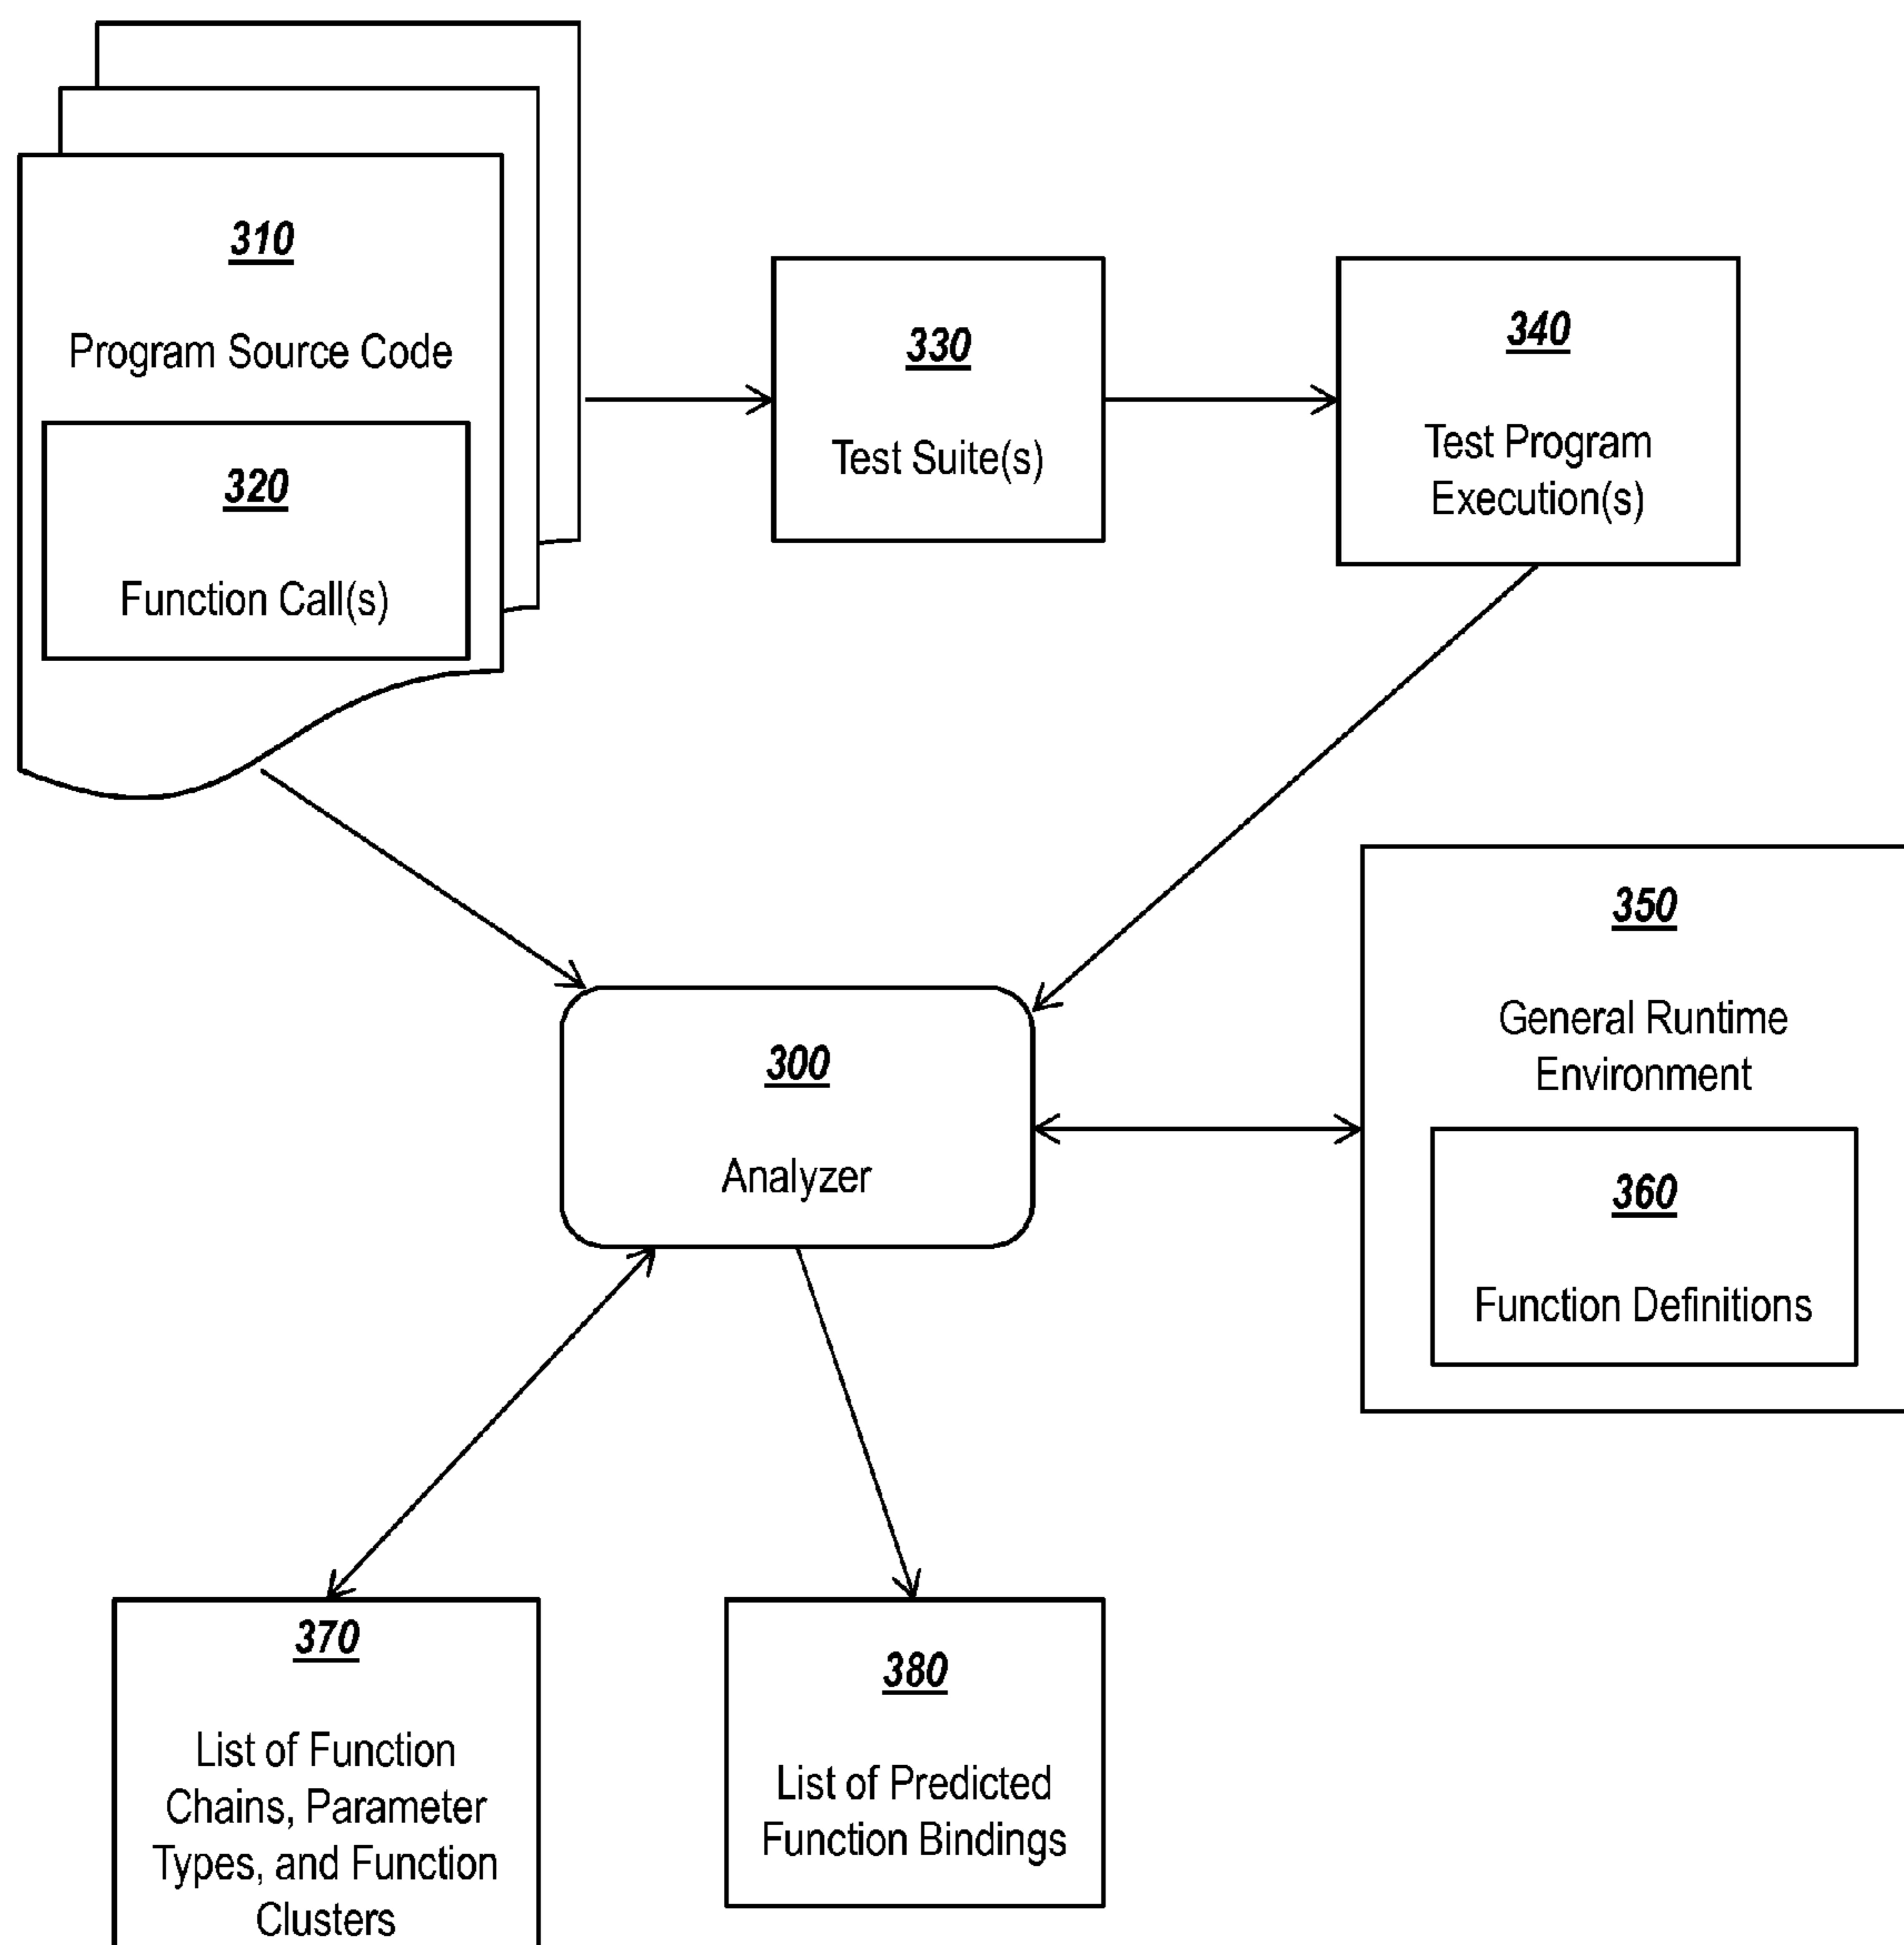 310
Program Source Code
320
Function Call(s)
330
Test Suite(s)
340
Test Program
Execution(s)
350
General Runtime
Environment
360
Function Definitions
300
Analyzer
370
List of Function
Chains, Parameter
Types, and Function
Clusters
380
List of Predicted
Function Bindings